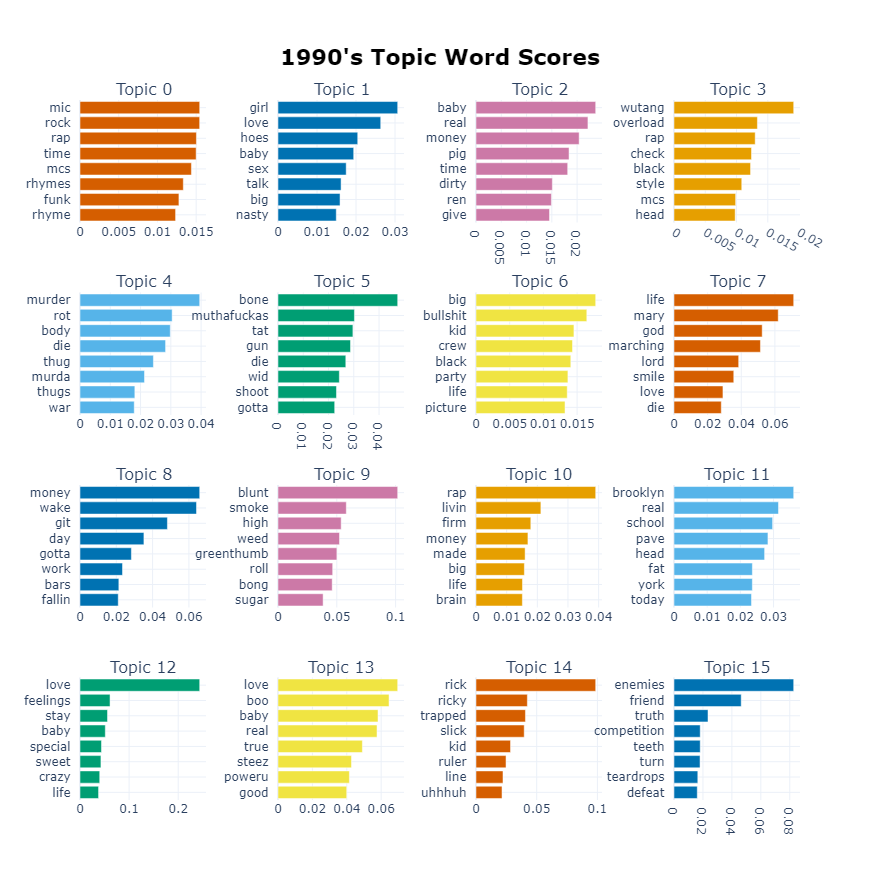 1990's Topic Word Scores
Topic 0
mic
rock
rap
time
mcs
rhymes
funk
rhyme
0 0.005 0.01 0.015
Topic 1
girl
love
hoes
baby
sex
talk
big
nasty
0 0.01 0.02 0.03
Topic 2
baby
real
money
pig
time
dirty
ren
give
0 0.005 0.01 0.015 0.02
Topic 3
wutang
overload
rap
check
black
style
mcs
head
0 0.005 0.01 0.015 0.02
Topic 4
murder
rot
body
die
thug
murda
thugs
war
0 0.01 0.02 0.03 0.04
Topic 5
bone
muthafuckas
tat
gun
die
wid
shoot
gotta
0 0.01 0.02 0.03 0.04
Topic 6
big
bullshit
kid
crew
black
party
life
picture
0 0.005 0.01 0.015
Topic 7
life
mary
god
marching
lord
smile
love
die
0 0.02 0.04 0.06
Topic 8
money
wake
git
day
gotta
work
bars
fallin
0 0.02 0.04 0.06
Topic 9
blunt
smoke
high
weed
greenthumb
roll
bong
sugar
0 0.05 0.1
Topic 10
rap
livin
firm
money
made
big
life
brain
0 0.01 0.02 0.03 0.04
Topic 11
brooklyn
real
school
pave
head
fat
york
today
0 0.01 0.02 0.03
Topic 12
love
feelings
stay
baby
special
sweet
crazy
life
0 0.1 0.2
Topic 13
love
boo
baby
real
true
steez
poweru
good
0 0.02 0.04 0.06
Topic 14
rick
ricky
trapped
slick
kid
ruler
line
uhhhuh
0 0.05 0.1
Topic 15
enemies
friend
truth
competition
teeth
turn
teardrops
defeat
0 0.02 0.04 0.06 0.08